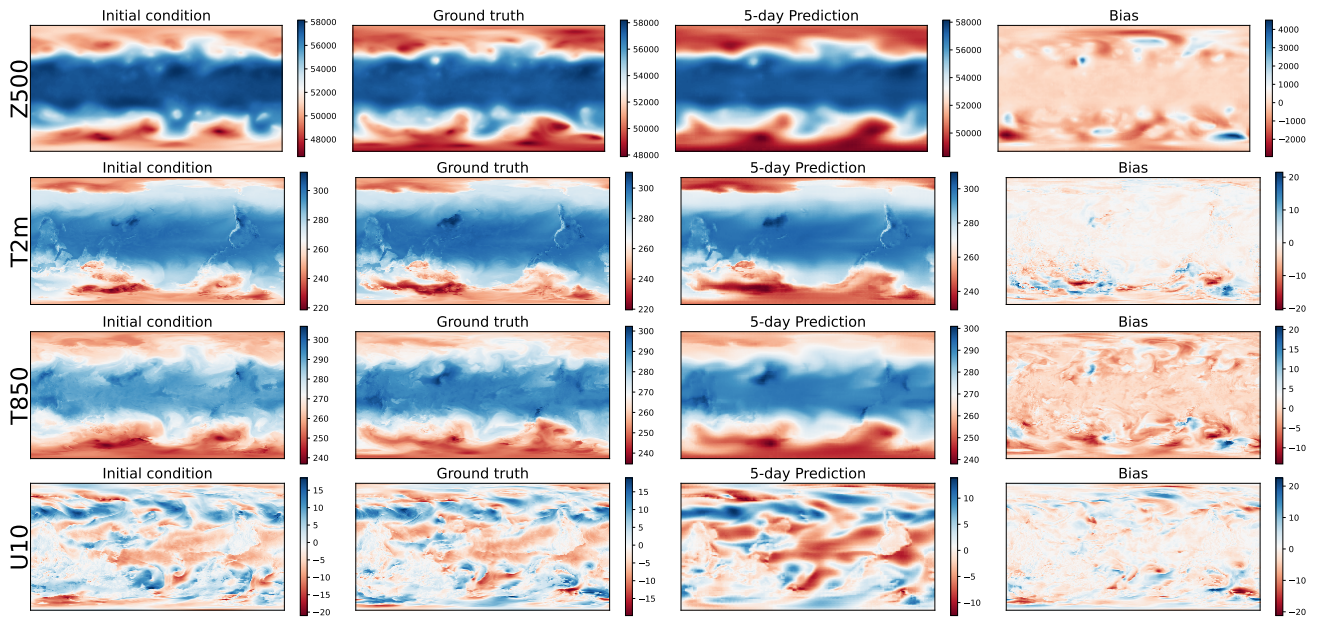 Initial condition Ground truth 5-day Prediction Bias
Z500
58000 56000 54000 52000 50000 48000
58000 56000 54000 52000 50000 48000
58000 56000 54000 52000 50000
4000 3000 2000 1000 0 −1000 −2000
Initial condition Ground truth 5-day Prediction Bias
T2m
300 280 260 240 220
300 280 260 240 220
300 280 260 240
20 10 0 −10 −20
Initial condition Ground truth 5-day Prediction Bias
T850
300 290 280 270 260 250 240
300 290 280 270 260 250 240
300 290 280 270 260 250 240
20 15 10 5 0 −5 −10
Initial condition Ground truth 5-day Prediction Bias
U10
15 10 5 0 −5 −10 −15 −20
15 10 5 0 −5 −10 −15
10 5 0 −5 −10
20 10 0 −10 −20